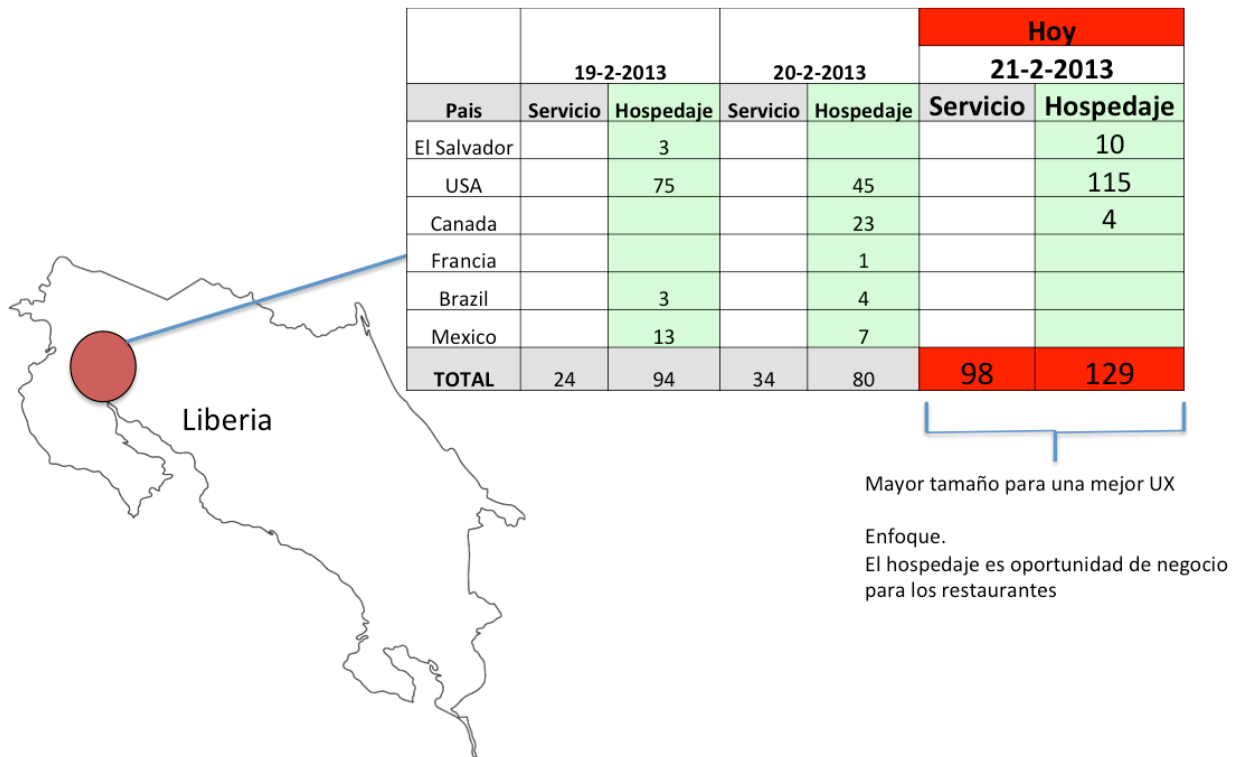 Hoy
19-2-2013 20-2-2013 21-2-2013
Pais Servicio Hospedaje Servicio Hospedaje Servicio Hospedaje
El Salvador 3 10
USA 75 45 115
Canada 23 4
Francia 1
Brazil 3 4
Mexico 13 7
TOTAL 24 94 34 80 98 129
Liberia
Mayor tamaño para una mejor UX
Enfoque.
El hospedaje es oportunidad de negocio
para los restaurantes